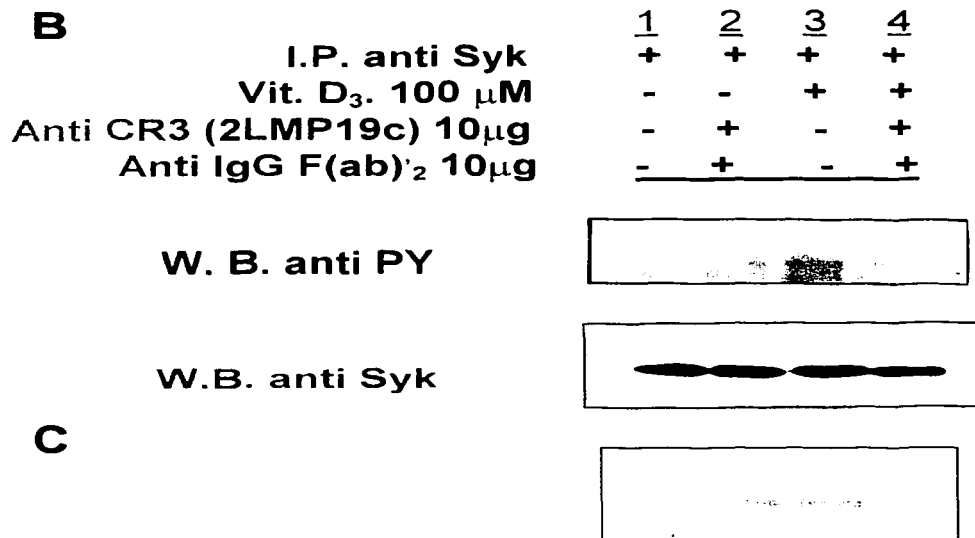 B
1 2 3 4
I.P. anti Syk + + + +
Vit. D₃. 100 μM - - + +
Anti CR3 (2LMP19c) 10μg - + - +
Anti IgG F(ab)'₂ 10μg - + - +
W. B. anti PY
W.B. anti Syk
C